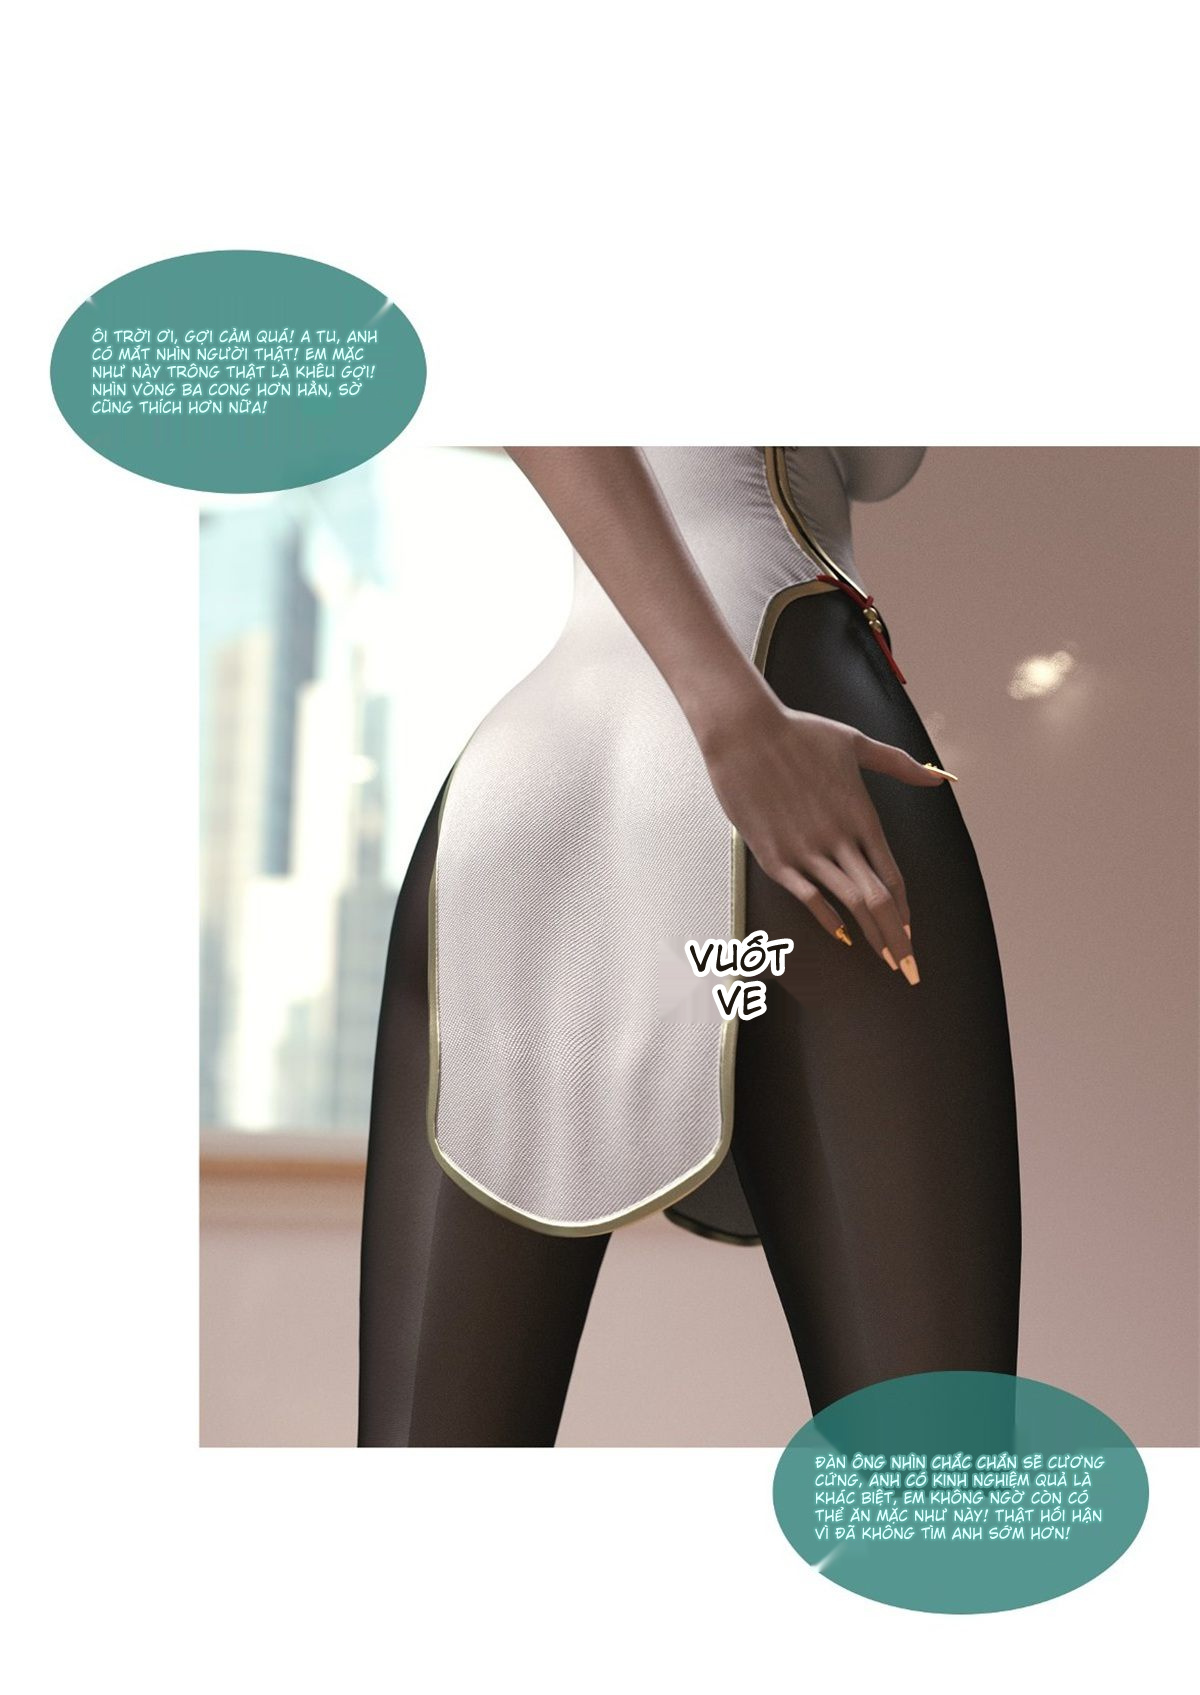 ÔI TRỜI ƠI, GỢI CẢM QUÁ! A TU, ANH
CÓ MẮT NHÌN NGƯỜI THẬT! EM MẶC
NHƯ NÀY TRÔNG THẬT LÀ KHÊU GỢI!
NHÌN VÒNG BA CONG HƠN HẲN, SỜ
CŨNG THÍCH HƠN NỮA!
VUỐT
VE
ĐÀN ÔNG NHÌN CHẮC CHẮN SẼ CƯƠNG
CỨNG, ANH CÓ KINH NGHIỆM QUẢ LÀ
KHÁC BIỆT, EM KHÔNG NGỜ CÒN CÓ
THỂ ĂN MẶC NHƯ NÀY! THẬT HỐI HẬN
VÌ ĐÃ KHÔNG TÌM ANH SỚM HƠN!